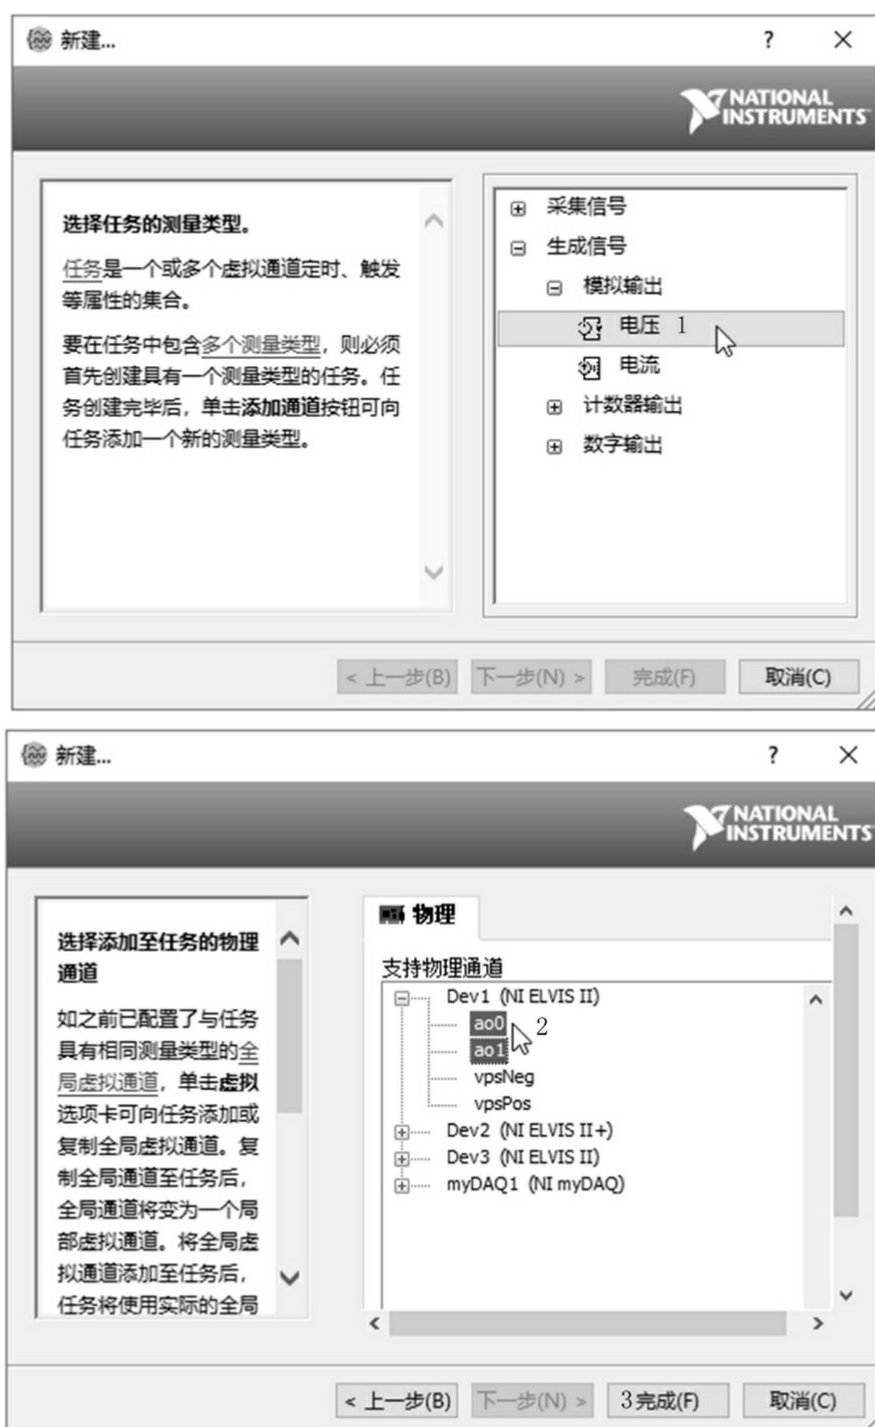 新建...
?
NATIONAL
INSTRUMENTS
选择任务的测量类型。
任务是一个或多个虚拟通道定时、触发
等属性的集合。
要在任务中包含多个测量类型，则必须
首先创建具有一个测量类型的任务。任
务创建完毕后，单击添加通道按钮可向
任务添加一个新的测量类型。
采集信号
生成信号
模拟输出
电压 1
电流
计数器输出
数字输出
< 上一步(B)
下一步(N) >
完成(F)
取消(C)
新建...
?
NATIONAL
INSTRUMENTS
选择添加至任务的物理
通道
如之前已配置了与任务
具有相同测量类型的全
局虚拟通道，单击虚拟
选项卡可向任务添加或
复制全局虚拟通道。复
制全局通道至任务后，
全局通道将变为一个局
部虚拟通道。将全局虚
拟通道添加至任务后，
任务将使用实际的全局
物理
支持物理通道
Dev1 (NI ELVIS II)
ao0 2
ao1
vpsNeg
vpsPos
Dev2 (NI ELVIS II+)
Dev3 (NI ELVIS II)
myDAQ1 (NI myDAQ)
< 上一步(B)
下一步(N) >
3完成(F)
取消(C)